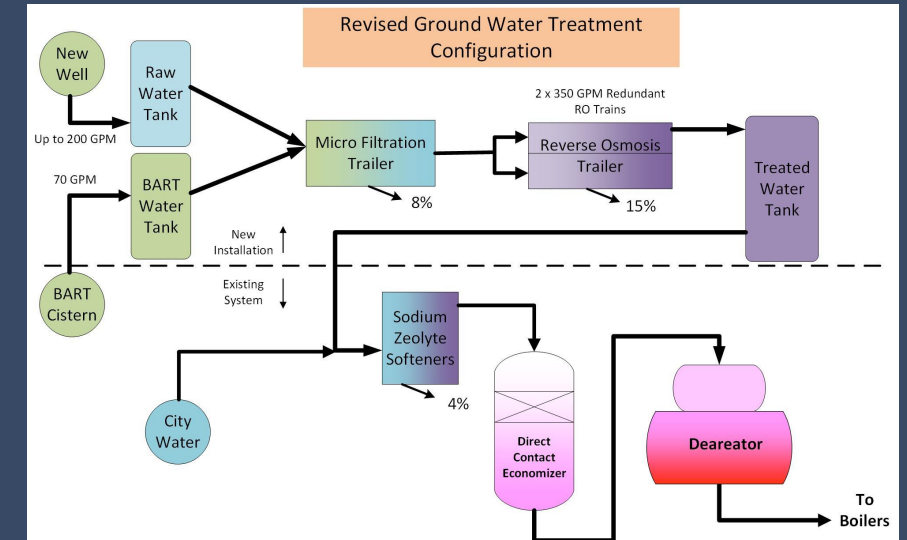 Revised Ground Water Treatment
Configuration
New
Well
Up to 200 GPM
Raw
Water
Tank
70 GPM
BART
Water
Tank
BART
Cistern
Micro Filtration
Trailer
8%
2 x 350 GPM Redundant
RO Trains
Reverse Osmosis
Trailer
15%
Treated
Water
Tank
New
Installation
Existing
System
City
Water
Sodium
Zeolyte
Softeners
4%
Direct
Contact
Economizer
Deareator
To
Boilers